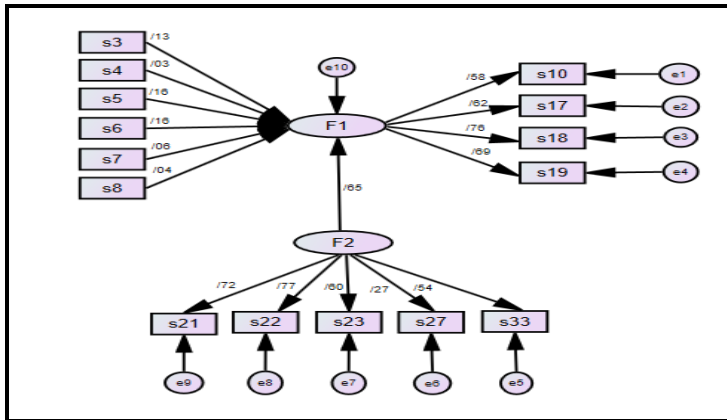 s3 /13
s4 /03
s5 /16
s6 /16
s7 /06
s8 /04
e10
F1
/58 s10 e1
/62 s17 e2
/76 s18 e3
/69 s19 e4
/65
F2
/72 /77 /60 /27 /54
s21 s22 s23 s27 s33
e9 e8 e7 e6 e5